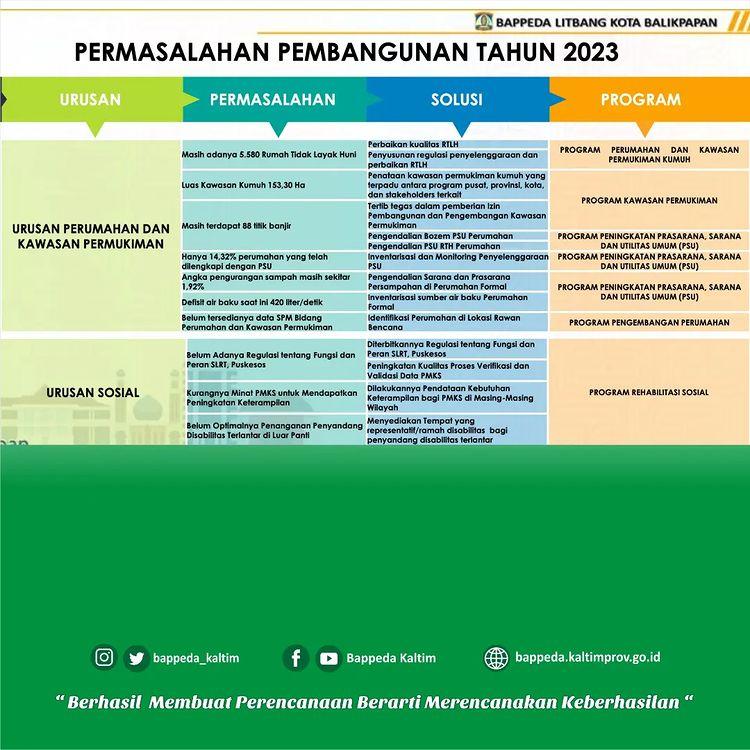 BAPPEDA LITBANG KOTA BALIKPAPAN
PERMASALAHAN PEMBANGUNAN TAHUN 2023
URUSAN
PERMASALAHAN
SOLUSI
PROGRAM
URUSAN PERUMAHAN DAN
KAWASAN PERMUKIMAN
Masih adanya 5.580 Rumah Tidak Layak Huni
Perbaikan kualitas RTLH
Penyusunan regulasi penyelenggaraan dan
perbaikan RTLH
PROGRAM PERUMAHAN DAN KAWASAN
PERMUKIMAN KUMUH
Luas Kawasan Kumuh 153,30 Ha
Penataan kawasan permukiman kumuh yang
terpadu antara program pusat, provinsi, kota,
dan stakeholders terkait
PROGRAM KAWASAN PERMUKIMAN
Masih terdapat 88 titik banjir
Tertib tegas dalam pemberian Izin
Pembangunan dan Pengembangan Kawasan
Permukiman
Pengendalian Bozem PSU Perumahan
Pengendalian PSU RTH Perumahan
PROGRAM PENINGKATAN PRASARANA, SARANA
DAN UTILITAS UMUM (PSU)
Hanya 14,32% perumahan yang telah
dilengkapi dengan PSU
Inventarisasi dan Monitoring Penyelenggaraan
PSU
PROGRAM PENINGKATAN PRASARANA, SARANA
DAN UTILITAS UMUM (PSU)
Angka pengurangan sampah masih sekitar
1,92%
Pengendalian Sarana dan Prasarana
Persampahan di Perumahan Formal
PROGRAM PENINGKATAN PRASARANA, SARANA
DAN UTILITAS UMUM (PSU)
Defisit air baku saat ini 420 liter/detik
Inventarisasi sumber air baku Perumahan
Formal
Belum tersedianya data SPM Bidang
Perumahan dan Kawasan Permukiman
Identifikasi Perumahan di Lokasi Rawan
Bencana
PROGRAM PENGEMBANGAN PERUMAHAN
URUSAN SOSIAL
Belum Adanya Regulasi tentang Fungsi dan
Peran SLRT, Puskesos
Diterbitkannya Regulasi tentang Fungsi dan
Peran SLRT, Puskesos
Peningkatan Kualitas Proses Verifikasi dan
Validasi Data PMKS
PROGRAM REHABILITASI SOSIAL
Kurangnya Minat PMKS untuk Mendapatkan
Peningkatan Keterampilan
Dilakukannya Pendataan Kebutuhan
Keterampilan bagi PMKS di Masing-Masing
Wilayah
Belum Optimalnya Penanganan Penyandang
Disabilitas Terlantar di Luar Panti
Menyediakan Tempat yang
representatif/ramah disabilitas bagi
penyandang disabilitas terlantar
bappeda_kaltim
Bappeda Kaltim
bappeda.kaltimprov.go.id
“ Berhasil Membuat Perencanaan Berarti Merencanakan Keberhasilan “